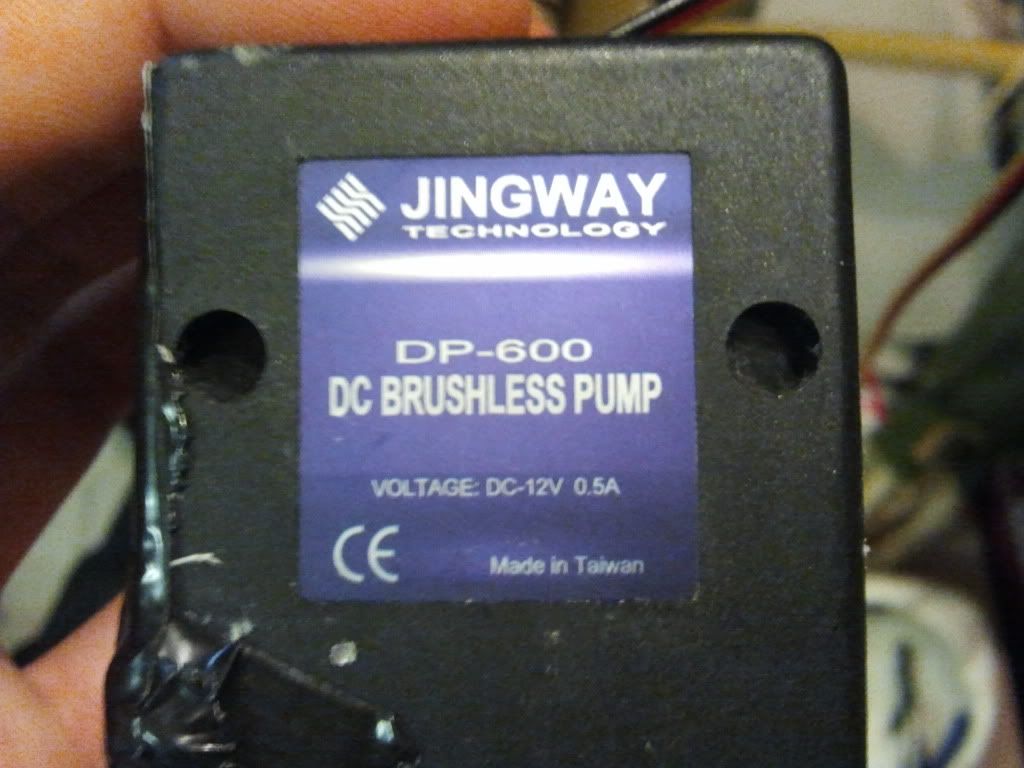 JINGWAY
TECHNOLOGY
DP-600
DC BRUSHLESS PUMP
VOLTAGE: DC-12V 0.5A
CE
Made in Taiwan